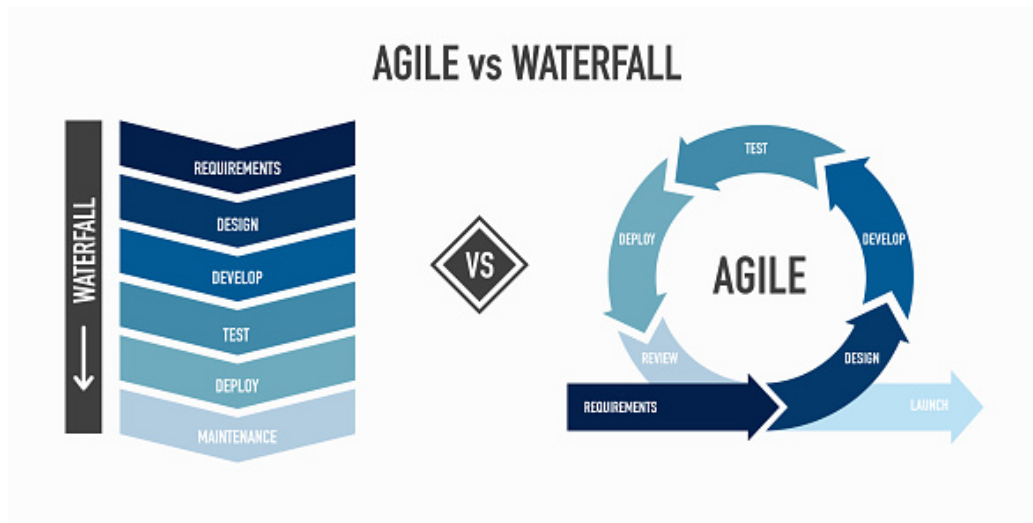 AGILE vs WATERFALL
WATERFALL
REQUIREMENTS
DESIGN
DEVELOP
TEST
DEPLOY
MAINTENANCE
VS
AGILE
REQUIREMENTS
DESIGN
DEVELOP
TEST
DEPLOY
REVIEW
LAUNCH